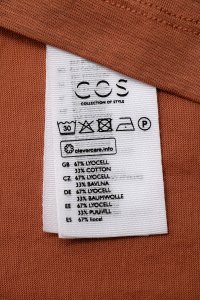 COS
COLLECTION OF STYLE
30 P
clevercare.info
GB 67% LYOCELL
33% COTTON
CZ 67% LYOCELL
33% BAVLNA
DE 67% LYOCELL
33% BAUMWOLLE
EE 67% LYOCELL
33% PUUVILL
ES 67% liocel